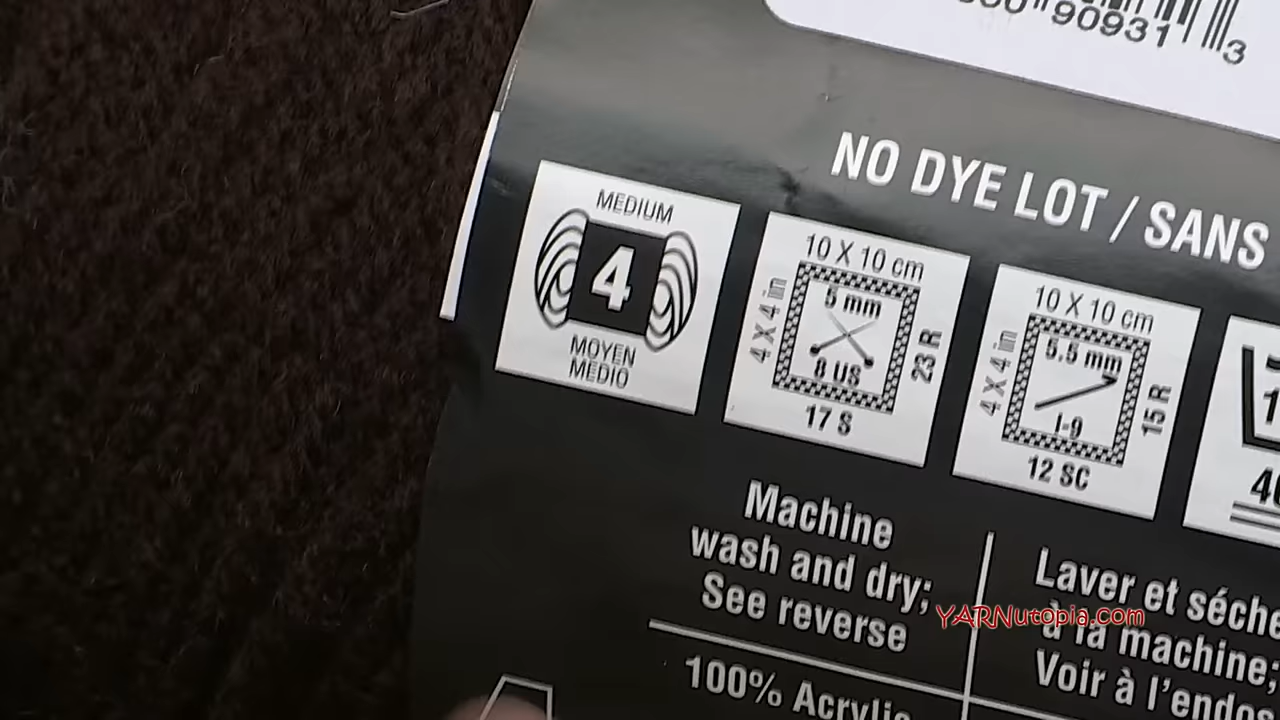 90931
3
NO DYE LOT / SANS
MEDIUM
4
MOYEN
MEDIO
10 X 10 cm
4 X 4 in
5 mm
8 US
23 R
17 S
10 X 10 cm
4 X 4 in
5.5 mm
I-9
15 R
12 SC
Machine
wash and dry;
See reverse
100% Acrylic
Laver et séche
à la machine;
Voir à l'endos
YARNutopia.com